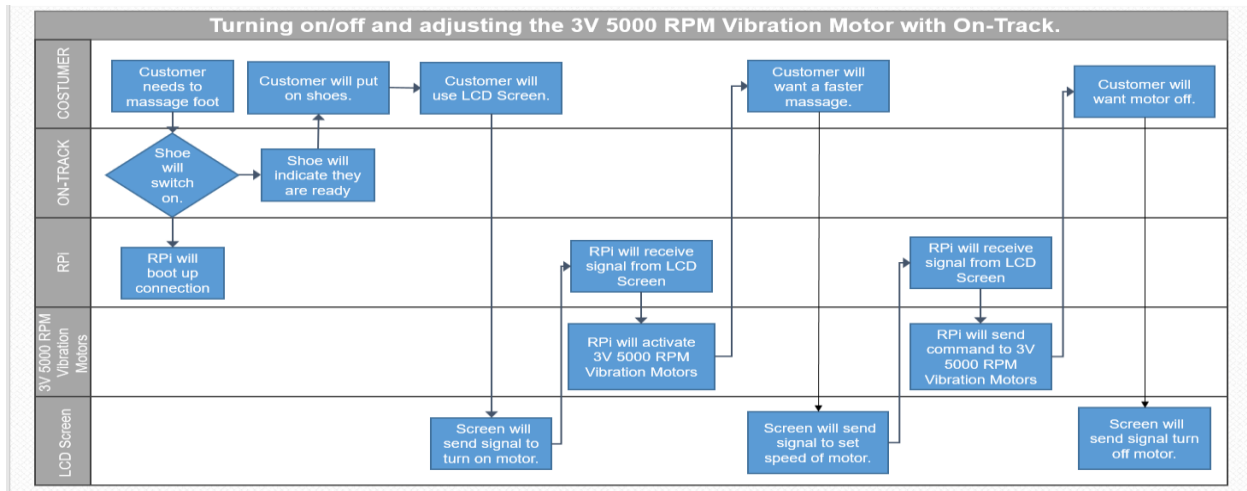 Turning on/off and adjusting the 3V 5000 RPM Vibration Motor with On-Track.
COSTUMER
Customer
needs to
massage foot
Customer will put
on shoes.
Customer will
use LCD Screen.
Customer will
want a faster
massage.
Customer will
want motor off.
ON-TRACK
Shoe
will
switch
on.
Shoe will
indicate they
are ready
RPi
RPi will
boot up
connection
RPi will receive
signal from LCD
Screen
RPi will receive
signal from LCD
Screen
3V 5000 RPM
Vibration
Motors
RPi will activate
3V 5000 RPM
Vibration Motors
RPi will send
command to 3V
5000 RPM
Vibration Motors
LCD Screen
Screen will
send signal to
turn on motor.
Screen will send
signal to set
speed of motor.
Screen will
send signal turn
off motor.